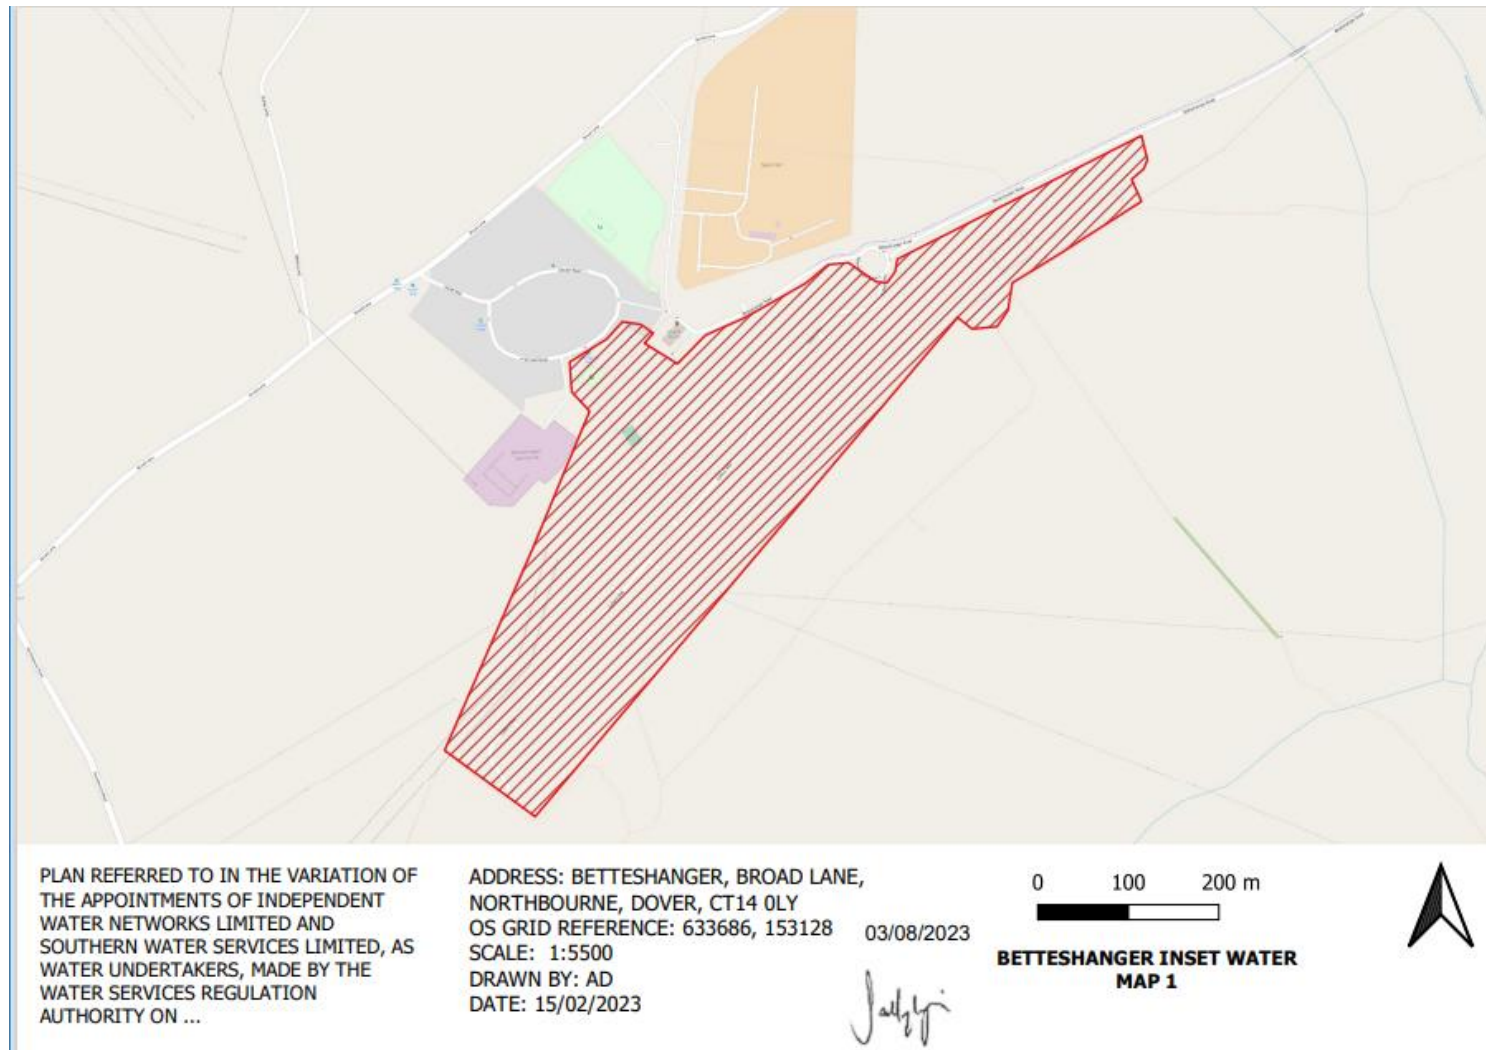 PLAN REFERRED TO IN THE VARIATION OF
THE APPOINTMENTS OF INDEPENDENT
WATER NETWORKS LIMITED AND
SOUTHERN WATER SERVICES LIMITED, AS
WATER UNDERTAKERS, MADE BY THE
WATER SERVICES REGULATION
AUTHORITY ON ...
ADDRESS: BETTESHANGER, BROAD LANE,
NORTHBOURNE, DOVER, CT14 0LY
OS GRID REFERENCE: 633686, 153128
SCALE: 1:5500
DRAWN BY: AD
DATE: 15/02/2023
03/08/2023
0 100 200 m
BETTESHANGER INSET WATER
MAP 1